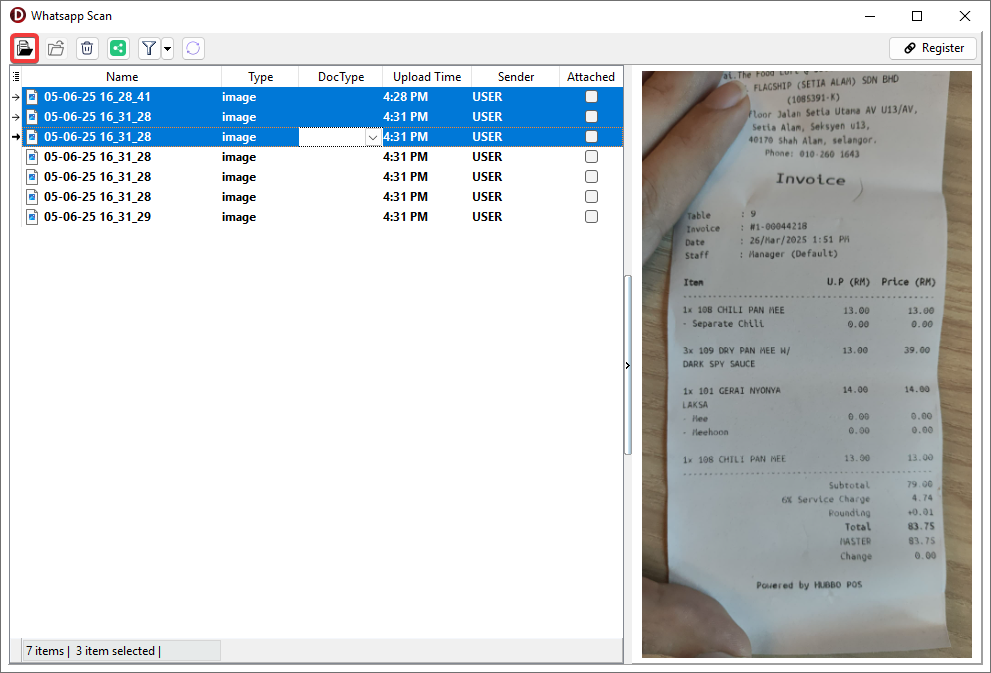 Whatsapp Scan
Register
Name Type DocType Upload Time Sender Attached
05-06-25 16_28_41 image 4:28 PM USER
05-06-25 16_31_28 image 4:31 PM USER
05-06-25 16_31_28 image 4:31 PM USER
05-06-25 16_31_28 image 4:31 PM USER
05-06-25 16_31_28 image 4:31 PM USER
05-06-25 16_31_28 image 4:31 PM USER
05-06-25 16_31_29 image 4:31 PM USER
7 items | 3 item selected |
FLAGSHIP (SETIA ALAM) SDN BHD
(1085391-K)
Floor Jalan Setia Utama AV U13/AV,
Setia Alam, Seksyen u13,
40170 Shah Alam, selangor.
Phone: 010-260 1643
Invoice
Table : 9
Invoice : #1-00044218
Date : 26/Mar/2025 1:51 PM
Staff : Manager (Default)
Item U.P (RM) Price (RM)
1x 108 CHILI PAN MEE 13.00 13.00
- Separate Chili 0.00 0.00
3x 109 DRY PAN MEE W/ 13.00 39.00
DARK SPY SAUCE
1x 101 GERAI NYONYA 14.00 14.00
LAKSA
- Mee 0.00 0.00
- Meehoon 0.00 0.00
1x 108 CHILI PAN MEE 13.00 13.00
Subtotal 79.00
6% Service Charge 4.74
Rounding +0.01
Total 83.75
MASTER 83.75
Change 0.00
Powered by HUBBO POS